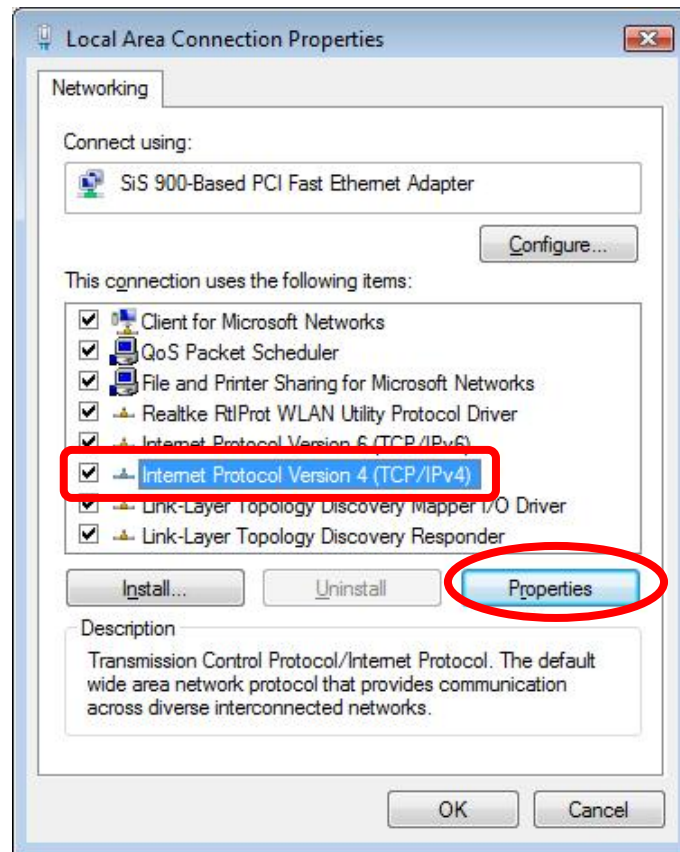 Local Area Connection Properties
Networking
Connect using:
SiS 900-Based PCI Fast Ethernet Adapter
Configure...
This connection uses the following items:
Client for Microsoft Networks
QoS Packet Scheduler
File and Printer Sharing for Microsoft Networks
Realtke RtlProt WLAN Utility Protocol Driver
Internet Protocol Version 6 (TCP/IPv6)
Internet Protocol Version 4 (TCP/IPv4)
Link-Layer Topology Discovery Mapper I/O Driver
Link-Layer Topology Discovery Responder
Install...
Uninstall
Properties
Description
Transmission Control Protocol/Internet Protocol. The default
wide area network protocol that provides communication
across diverse interconnected networks.
OK
Cancel